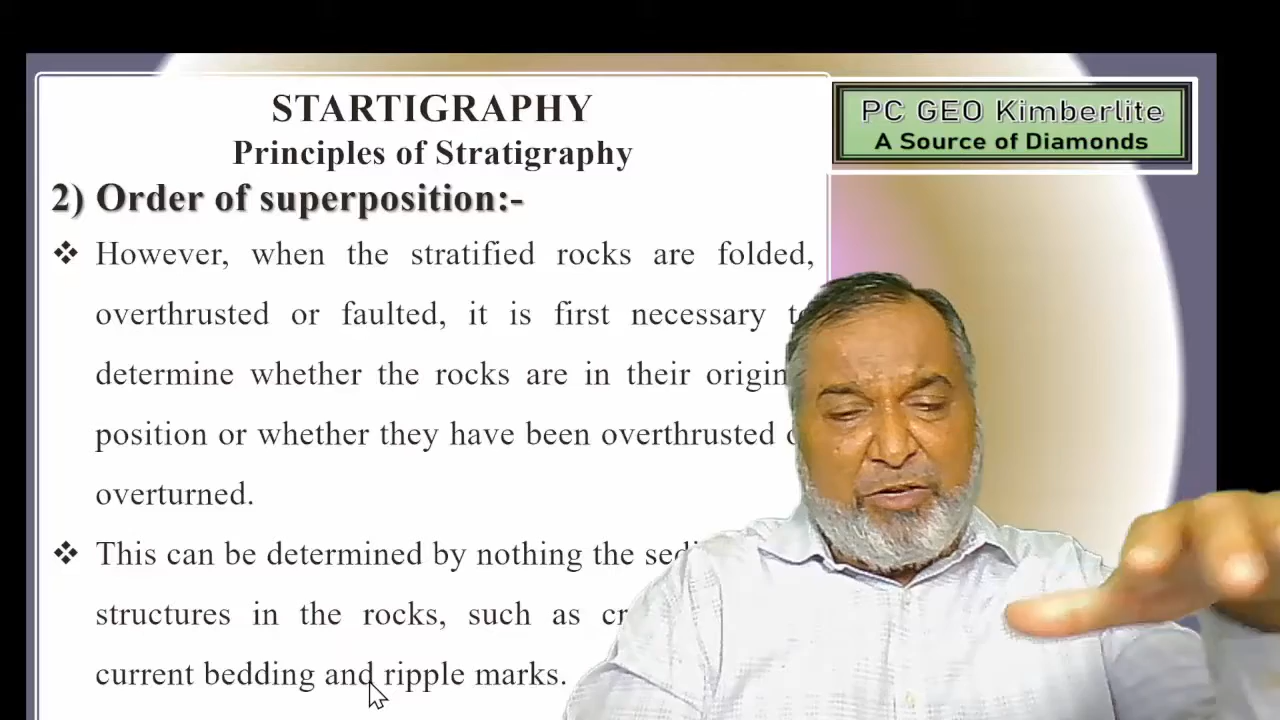 STARTIGRAPHY
Principles of Stratigraphy
2) Order of superposition:-
However, when the stratified rocks are folded,
overthrusted or faulted, it is first necessary
determine whether the rocks are in their
position or whether they have been overthrusted
overturned.
This can be determined by nothing the
structures in the rocks, such as
current bedding and ripple marks.
PC GEO Kimberlite
A Source of Diamonds